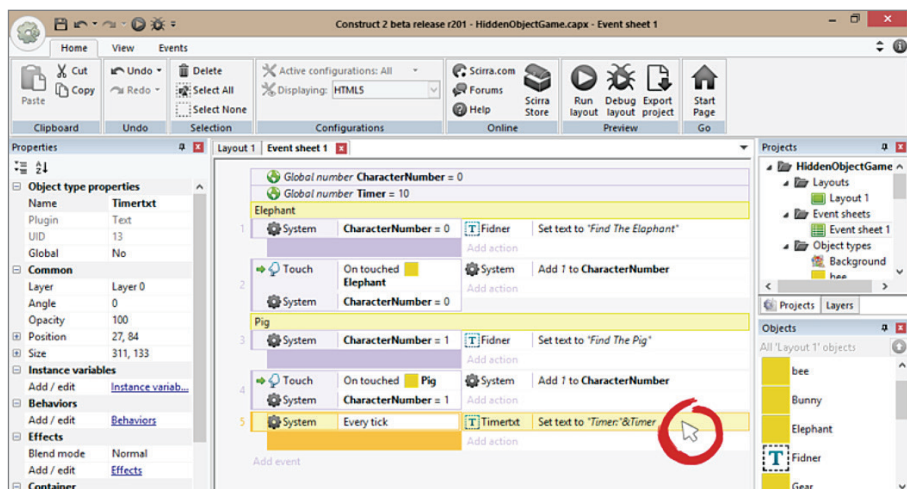 Construct 2 beta release r201 - HiddenObjectGame.capx - Event sheet 1
Home View Events
Paste
Cut
Copy
Clipboard
Undo
Redo
Undo
Delete
Select All
Select None
Selection
Active configurations: All
Displaying: HTML5
Configurations
Scirra.com
Forums
Help
Scirra Store
Online
Run layout
Debug layout
Export project
Preview
Start Page
Go
Properties
Object type properties
Name Timertxt
Plugin Text
UID 13
Global No
Common
Layer Layer 0
Angle 0
Opacity 100
Position 27, 84
Size 311, 133
Instance variables
Add / edit Instance variab...
Behaviors
Add / edit Behaviors
Effects
Blend mode Normal
Add / edit Effects
Container
Layout 1 Event sheet 1
Global number CharacterNumber = 0
Global number Timer = 10
Elephant
1 System CharacterNumber = 0 T Fidner Set text to "Find The Elaphant"
Add action
2 Touch On touched Elephant System Add 1 to CharacterNumber
System CharacterNumber = 0 Add action
Pig
3 System CharacterNumber = 1 T Fidner Set text to "Find The Pig"
Add action
4 Touch On touched Pig System Add 1 to CharacterNumber
System CharacterNumber = 1 Add action
5 System Every tick T Timertxt Set text to "Timer:"&Timer
Add action
Add event
Projects
HiddenObjectGame
Layouts
Layout 1
Event sheets
Event sheet 1
Object types
Background
bee
Projects Layers
Objects
All 'Layout 1' objects
bee
Bunny
Elephant
T Fidner
Gear